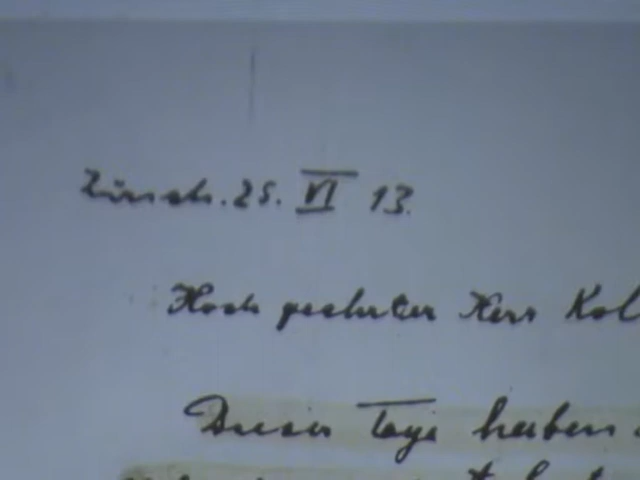 Zürich. 25. VI 13.
Hoch geehrter Herr Kol
Dieser Tage haben